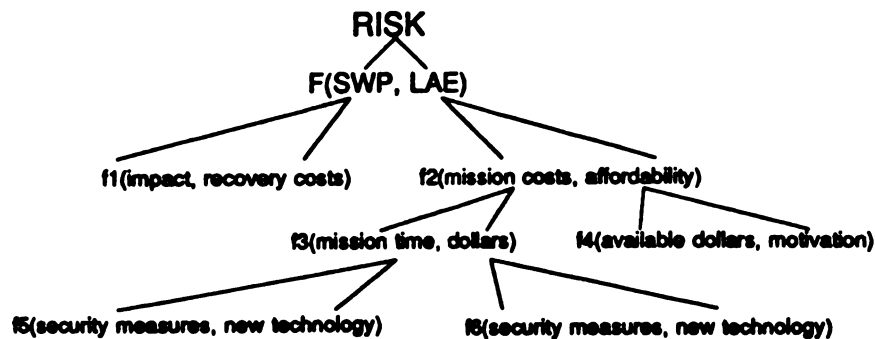 RISK
F(SWP, LAE)
f1(impact, recovery costs) f2(mission costs, affordability)
f3(mission time, dollars) f4(available dollars, motivation)
f5(security measures, new technology) f6(security measures, new technology)